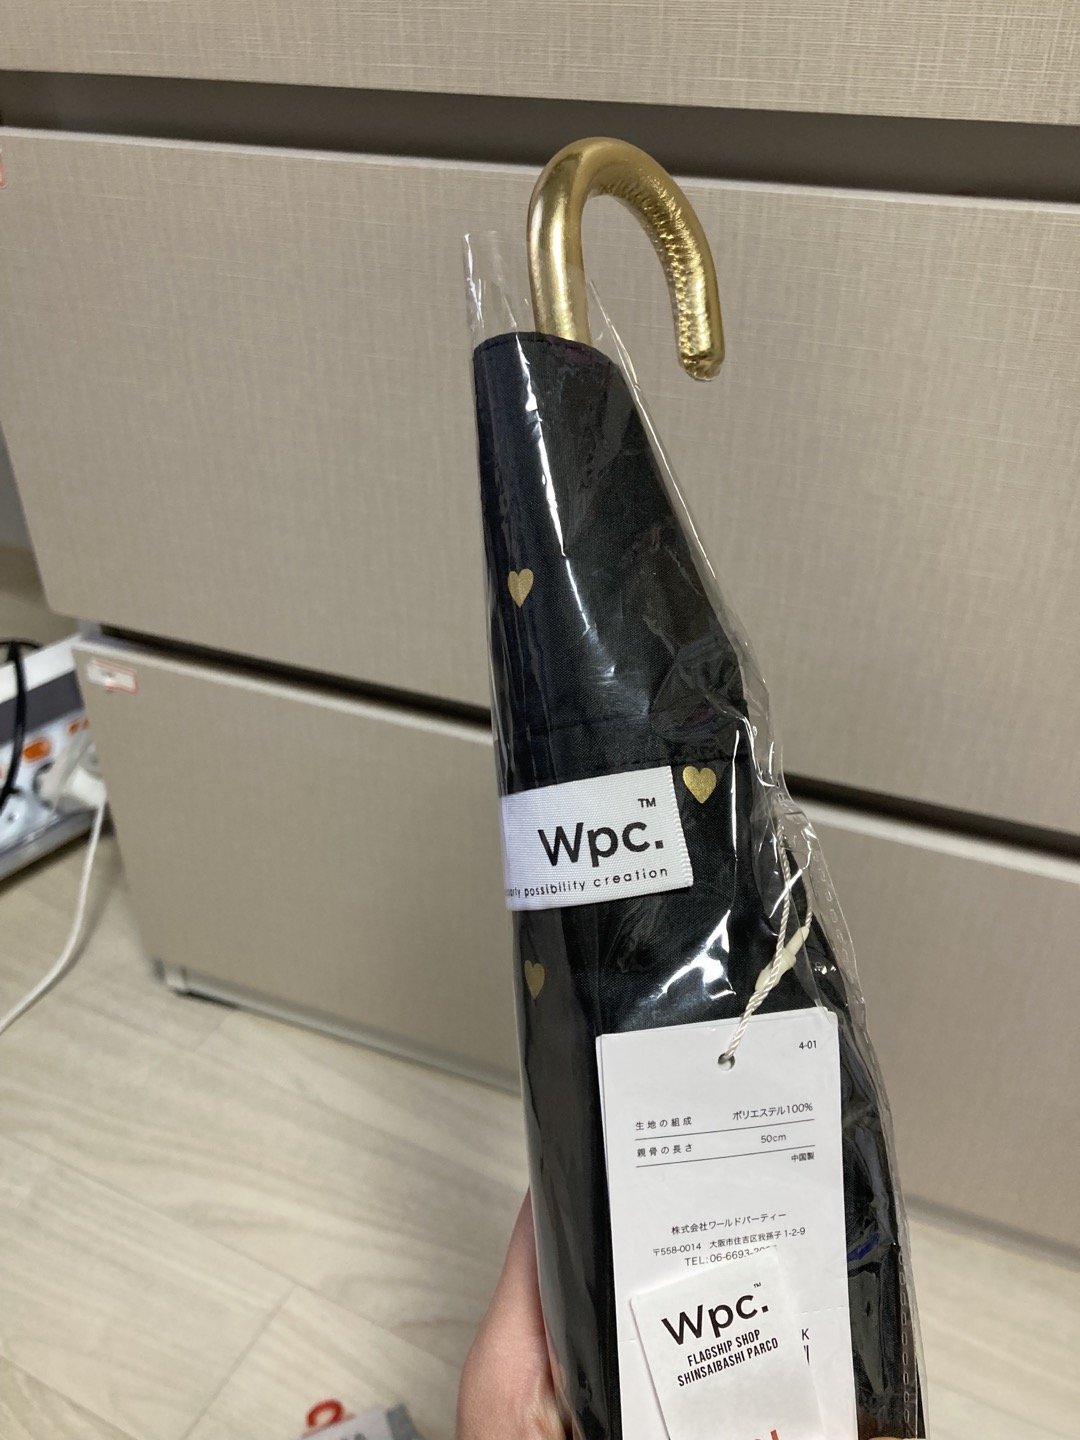 TM
Wpc.
possibility creation
4-01
生地の組成 ポリエステル100%
親骨の長さ 50cm
中国製
株式会社ワールドパーティー
〒558-0014 大阪市住吉区我孫子1-2-9
TEL:06-6693-
Wpc.
TM
FLAGSHIP SHOP
SHINSAIBASHI PARCO
K